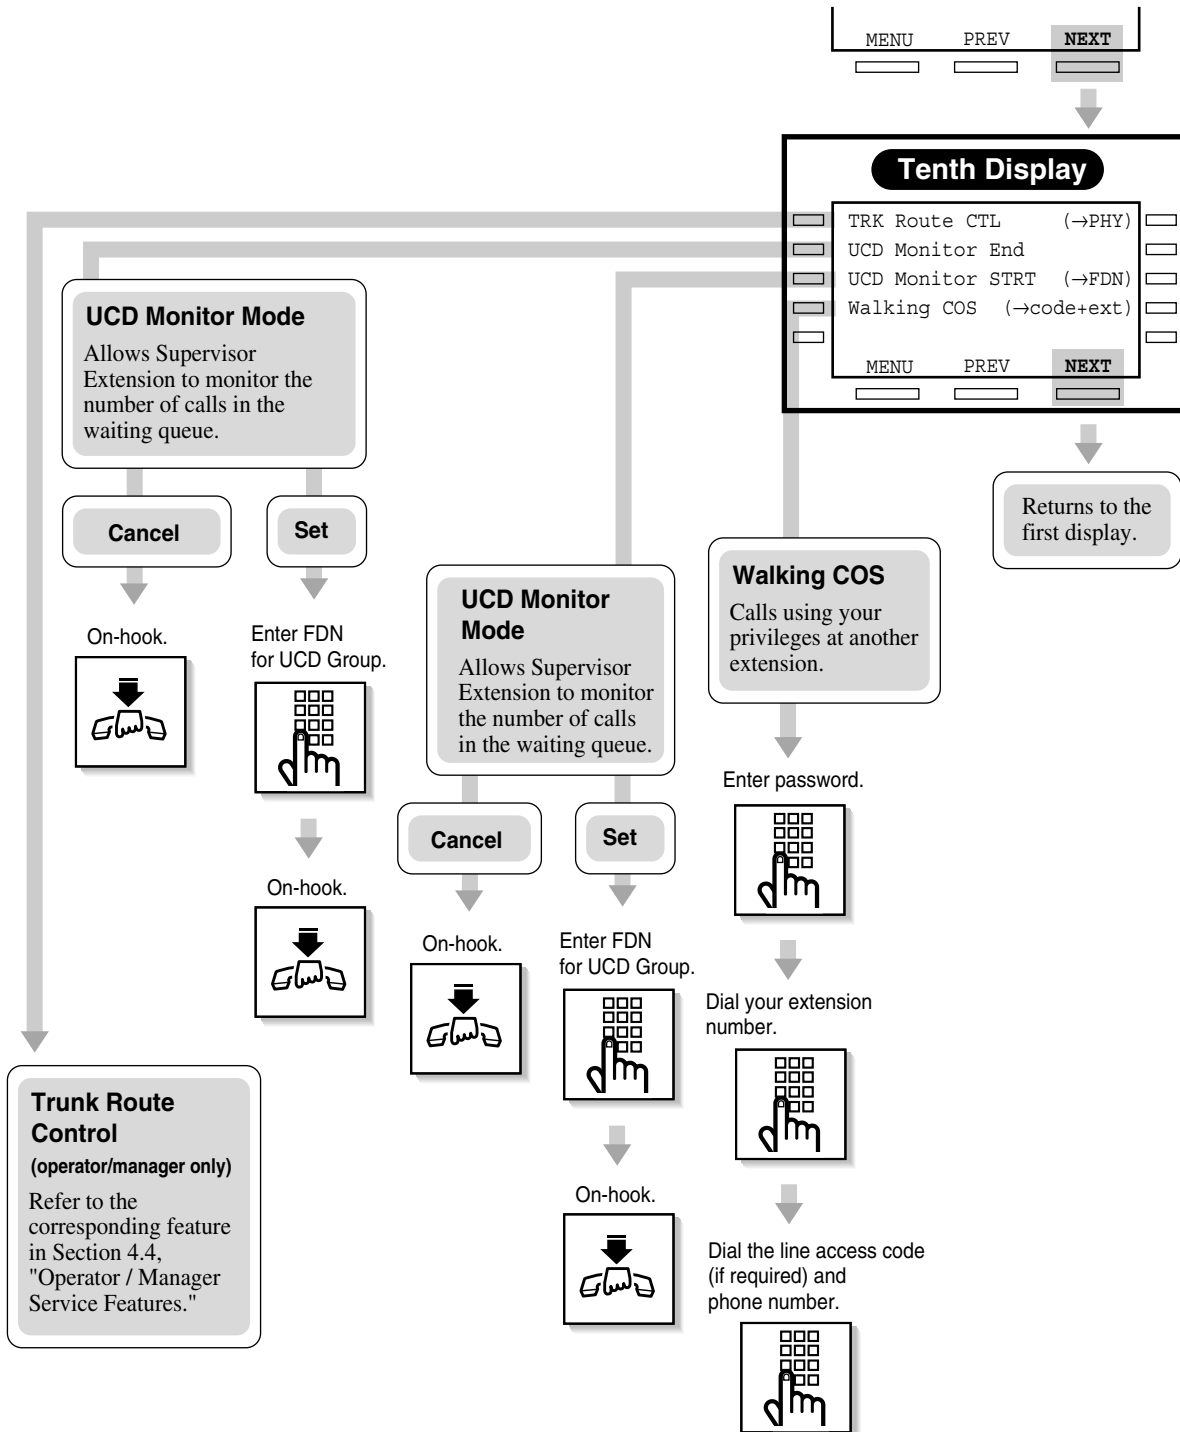 MENU PREV NEXT
Tenth Display
TRK Route CTL (→PHY)
UCD Monitor End
UCD Monitor STRT (→FDN)
Walking COS (→code+ext)
MENU PREV NEXT
Returns to the
first display.
UCD Monitor Mode
Allows Supervisor
Extension to monitor the
number of calls in the
waiting queue.
Cancel
Set
On-hook.
Enter FDN
for UCD Group.
On-hook.
UCD Monitor
Mode
Allows Supervisor
Extension to monitor
the number of calls
in the waiting queue.
Cancel
Set
On-hook.
Enter FDN
for UCD Group.
On-hook.
Walking COS
Calls using your
privileges at another
extension.
Enter password.
Dial your extension
number.
Dial the line access code
(if required) and
phone number.
Trunk Route
Control
(operator/manager only)
Refer to the
corresponding feature
in Section 4.4,
"Operator / Manager
Service Features."